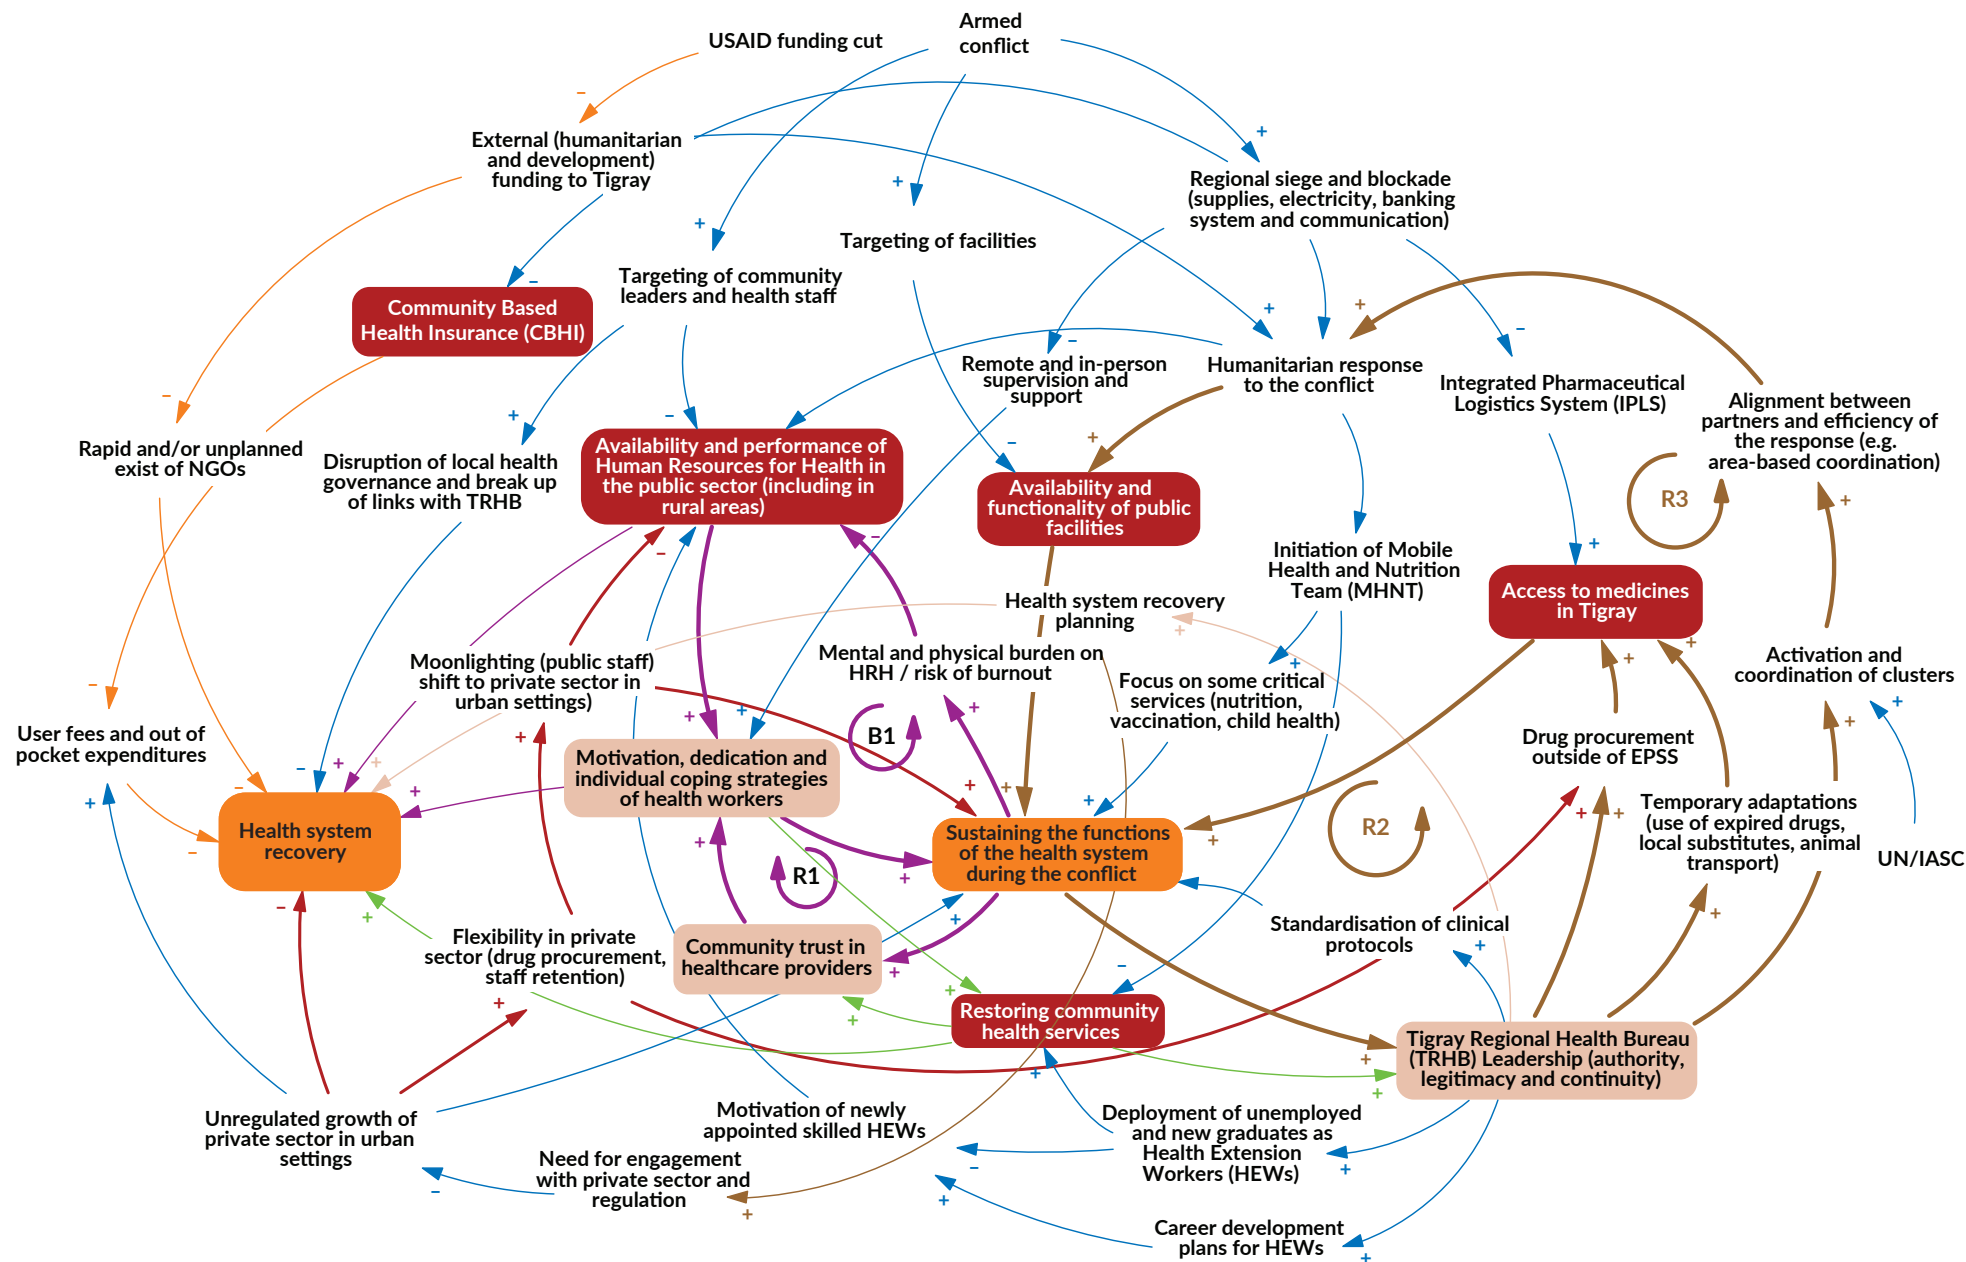 Armed
conflict
USAID funding cut
External (humanitarian
and development)
funding to Tigray
Regional siege and blockade
(supplies, electricity, banking
system and communication)
Targeting of facilities
Targeting of community
leaders and health staff
Community Based
Health Insurance (CBHI)
Remote and in-person
supervision and
support
Humanitarian response
to the conflict
Integrated Pharmaceutical
Logistics System (IPLS)
Alignment between
partners and efficiency of
the response (e.g.
area-based coordination)
Rapid and/or unplanned
exist of NGOs
Disruption of local health
governance and break up
of links with TRHB
Availability and performance of
Human Resources for Health in
the public sector (including in
rural areas)
Availability and
functionality of public
facilities
R3
Initiation of Mobile
Health and Nutrition
Team (MHNT)
Access to medicines
in Tigray
Health system recovery
planning
Moonlighting (public staff)
shift to private sector in
urban settings)
Mental and physical burden on
HRH / risk of burnout
Focus on some critical
services (nutrition,
vaccination, child health)
Activation and
coordination of clusters
User fees and out of
pocket expenditures
B1
Drug procurement
outside of EPSS
Motivation, dedication and
individual coping strategies
of health workers
Health system
recovery
Sustaining the functions
of the health system
during the conflict
R2
Temporary adaptations
(use of expired drugs,
local substitutes, animal
transport)
UN/IASC
R1
Flexibility in private
sector (drug procurement,
staff retention)
Community trust in
healthcare providers
Standardisation of clinical
protocols
Restoring community
health services
Tigray Regional Health Bureau
(TRHB) Leadership (authority,
legitimacy and continuity)
Unregulated growth of
private sector in urban
settings
Motivation of newly
appointed skilled HEWs
Deployment of unemployed
and new graduates as
Health Extension
Workers (HEWs)
Need for engagement
with private sector and
regulation
Career development
plans for HEWs